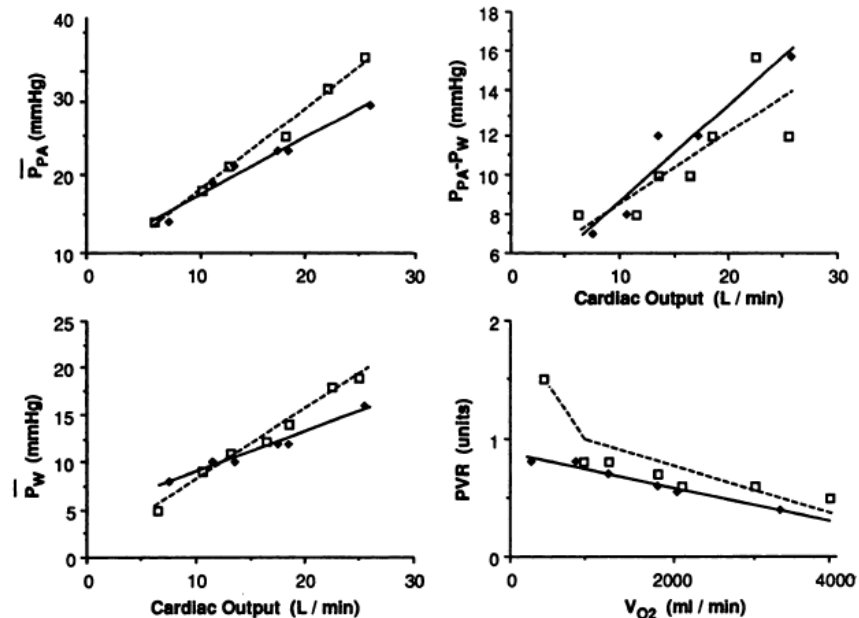 40
30
20
10
P̅PA (mmHg)
0 10 20 30
18
16
12
10
8
6
PPA-PW (mmHg)
0 10 20 30
Cardiac Output (L / min)
25
20
15
10
5
0
P̅W (mmHg)
0 10 20 30
Cardiac Output (L / min)
2
1
0
PVR (units)
0 2000 4000
VO2 (ml / min)